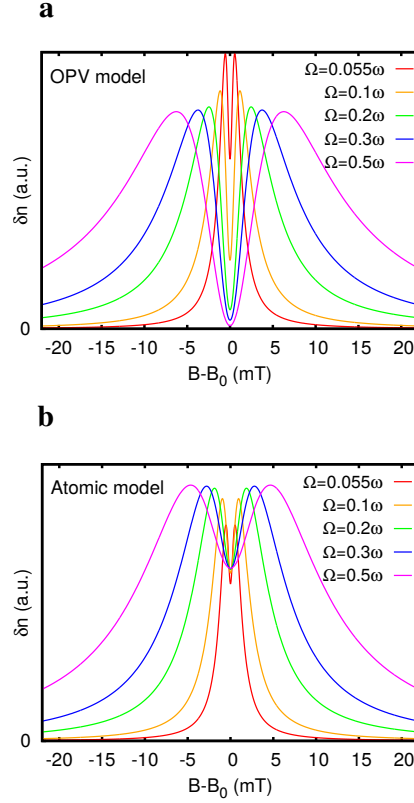 a
OPV model
Ω=0.055ω
Ω=0.1ω
Ω=0.2ω
Ω=0.3ω
Ω=0.5ω
δn (a.u.)
0
-20 -15 -10 -5 0 5 10 15 20
B-B₀ (mT)
b
Atomic model
Ω=0.055ω
Ω=0.1ω
Ω=0.2ω
Ω=0.3ω
Ω=0.5ω
δn (a.u.)
0
-20 -15 -10 -5 0 5 10 15 20
B-B₀ (mT)